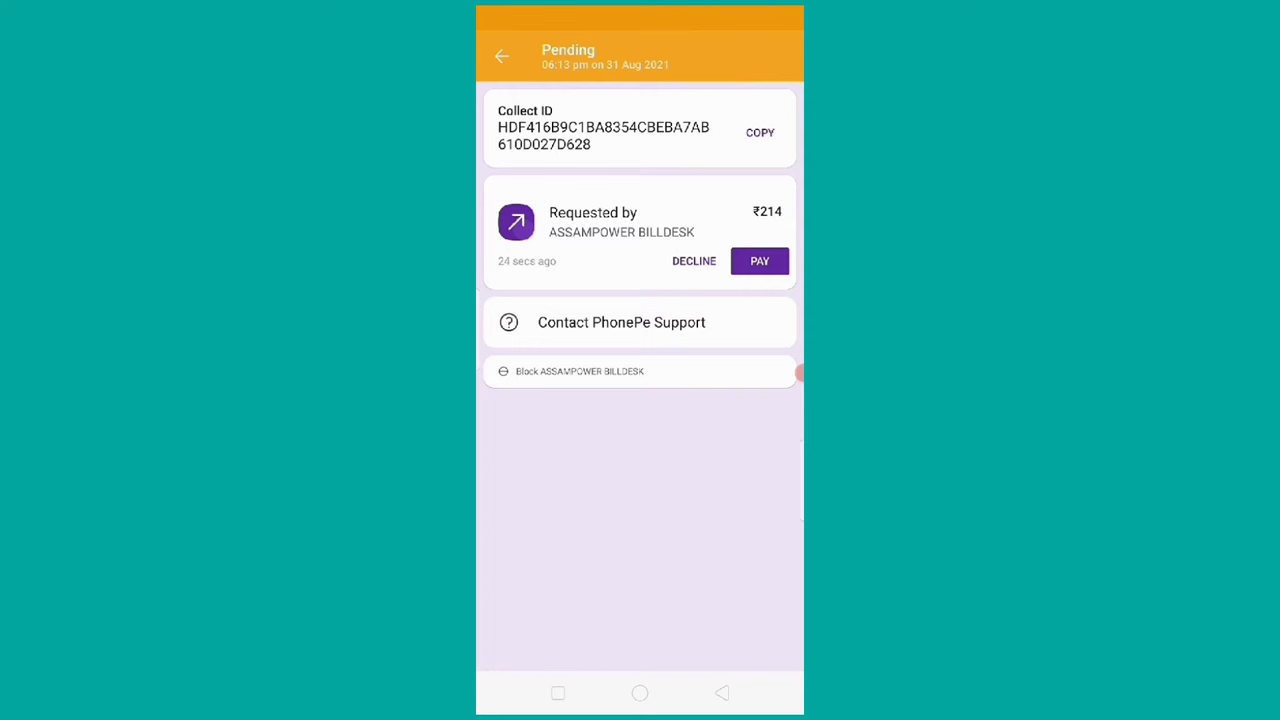 Pending
06:13 pm on 31 Aug 2021
Collect ID
HDF416B9C1BA8354CBEBA7AB
610D027D628
COPY
Requested by
₹214
ASSAMPOWER BILLDESK
24 secs ago
DECLINE
PAY
Contact PhonePe Support
Block ASSAMPOWER BILLDESK